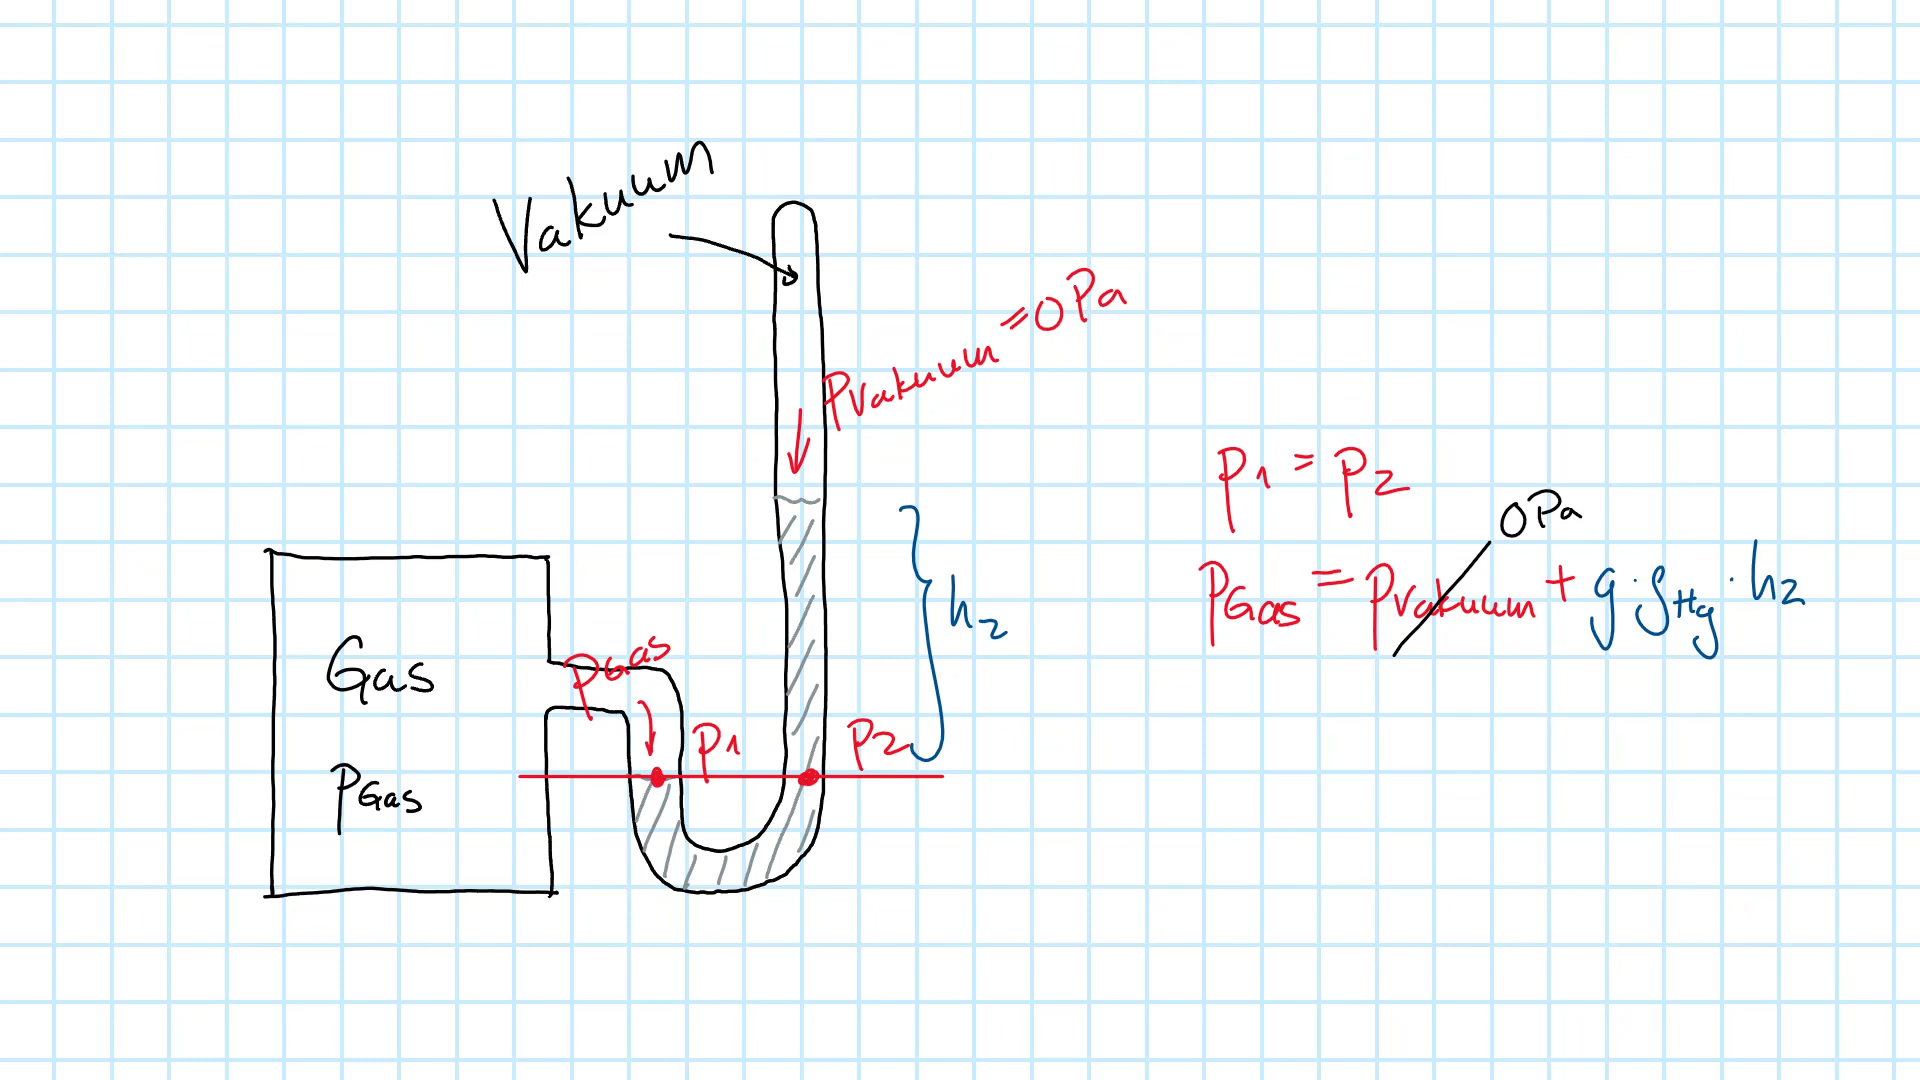 Vakuum
pVakuum = 0 Pa
p1 = p2
0 Pa
pGas = pVakuum + g · ρHg · h2
h2
Gas
pGas
pGas
p1
p2